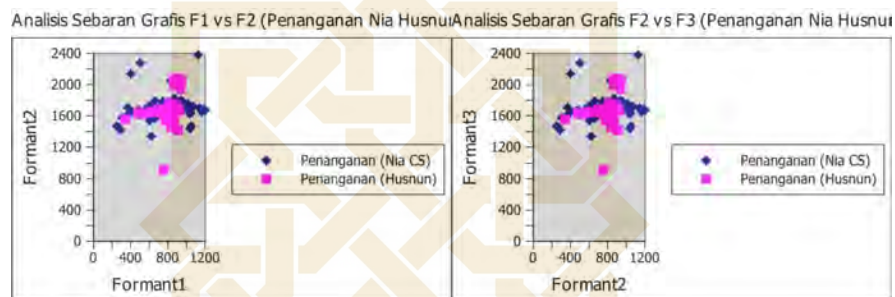 Analisis Sebaran Grafis F1 vs F2 (Penanganan Nia Husnu
2400
2000
1600
1200
800
400
0
Formant2
0 400 800 1200
Formant1
Penanganan (Nia CS)
Penanganan (Husnun)
Analisis Sebaran Grafis F2 vs F3 (Penanganan Nia Husnu
2400
2000
1600
1200
800
400
0
Formant3
0 400 800 1200
Formant2
Penanganan (Nia CS)
Penanganan (Husnun)